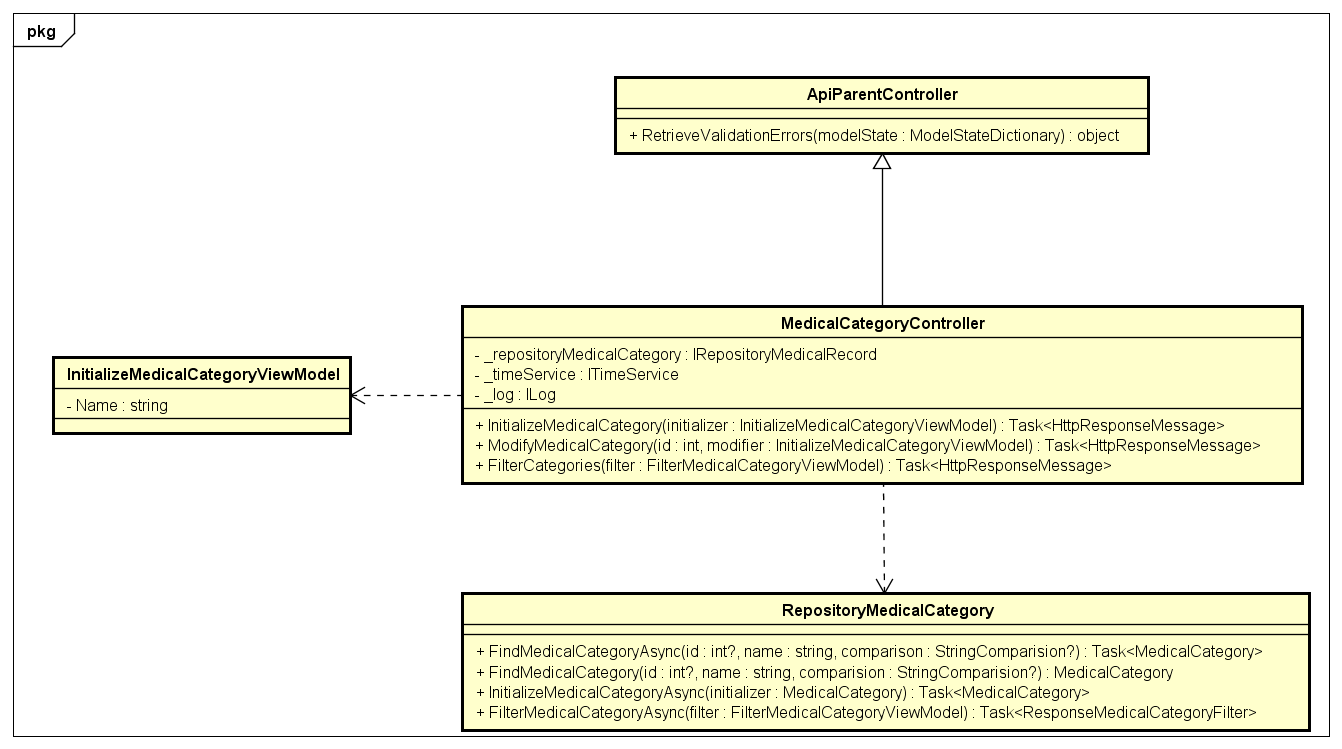 pkg
ApiParentController
+ RetrieveValidationErrors(modelState : ModelStateDictionary) : object
MedicalCategoryController
- _repositoryMedicalCategory : IRepositoryMedicalRecord
- _timeService : ITimeService
- _log : ILog
+ InitializeMedicalCategory(initializer : InitializeMedicalCategoryViewModel) : Task<HttpResponseMessage>
+ ModifyMedicalCategory(id : int, modifier : InitializeMedicalCategoryViewModel) : Task<HttpResponseMessage>
+ FilterCategories(filter : FilterMedicalCategoryViewModel) : Task<HttpResponseMessage>
InitializeMedicalCategoryViewModel
- Name : string
RepositoryMedicalCategory
+ FindMedicalCategoryAsync(id : int?, name : string, comparison : StringComparision?) : Task<MedicalCategory>
+ FindMedicalCategory(id : int?, name : string, comparision : StringComparision?) : MedicalCategory
+ InitializeMedicalCategoryAsync(initializer : MedicalCategory) : Task<MedicalCategory>
+ FilterMedicalCategoryAsync(filter : FilterMedicalCategoryViewModel) : Task<ResponseMedicalCategoryFilter>